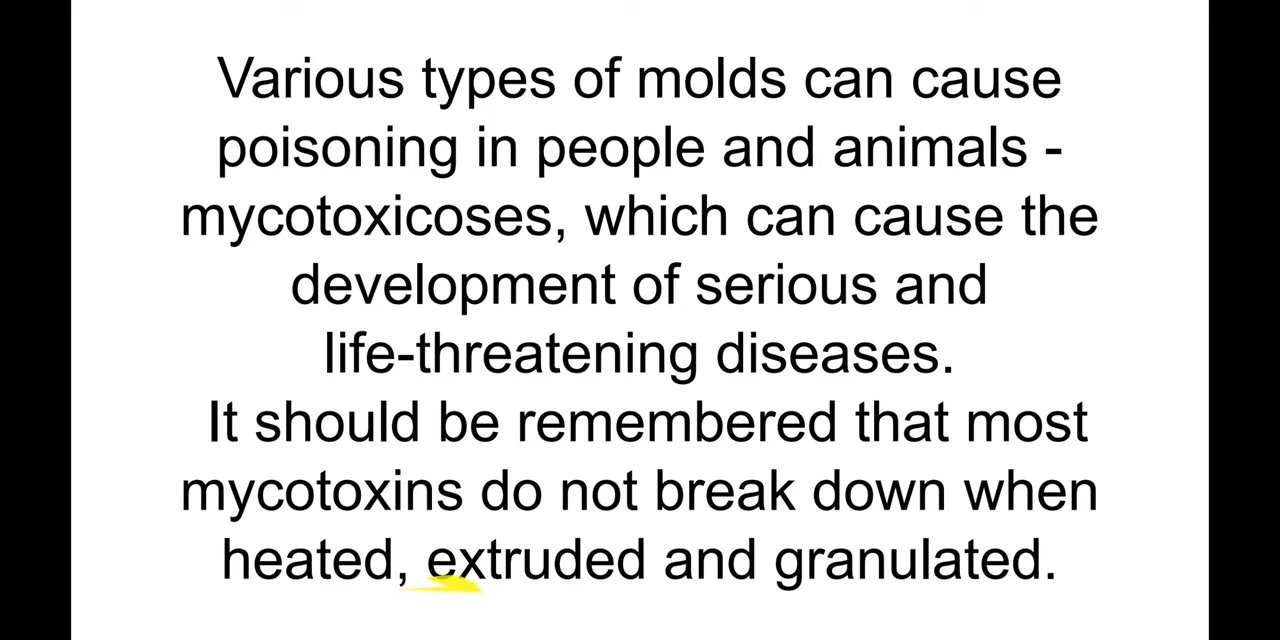 Various types of molds can cause
poisoning in people and animals -
mycotoxicoses, which can cause the
development of serious and
life-threatening diseases.
It should be remembered that most
mycotoxins do not break down when
heated, extruded and granulated.